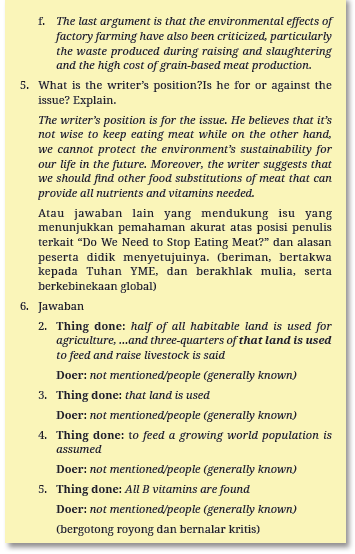 f. The last argument is that the environmental effects of
factory farming have also been criticized, particularly
the waste produced during raising and slaughtering
and the high cost of grain-based meat production.
5. What is the writer's position?Is he for or against the
issue? Explain.
The writer's position is for the issue. He believes that it's
not wise to keep eating meat while on the other hand,
we cannot protect the environment's sustainability for
our life in the future. Moreover, the writer suggests that
we should find other food substitutions of meat that can
provide all nutrients and vitamins needed.
Atau jawaban lain yang mendukung isu yang
menunjukkan pemahaman akurat atas posisi penulis
terkait "Do We Need to Stop Eating Meat?" dan alasan
peserta didik menyetujuinya. (beriman, bertakwa
kepada Tuhan YME, dan berakhlak mulia, serta
berkebinekaan global)
6. Jawaban
2. Thing done: half of all habitable land is used for
agriculture, ...and three-quarters of that land is used
to feed and raise livestock is said
Doer: not mentioned/people (generally known)
3. Thing done: that land is used
Doer: not mentioned/people (generally known)
4. Thing done: to feed a growing world population is
assumed
Doer: not mentioned/people (generally known)
5. Thing done: All B vitamins are found
Doer: not mentioned/people (generally known)
(bergotong royong dan bernalar kritis)